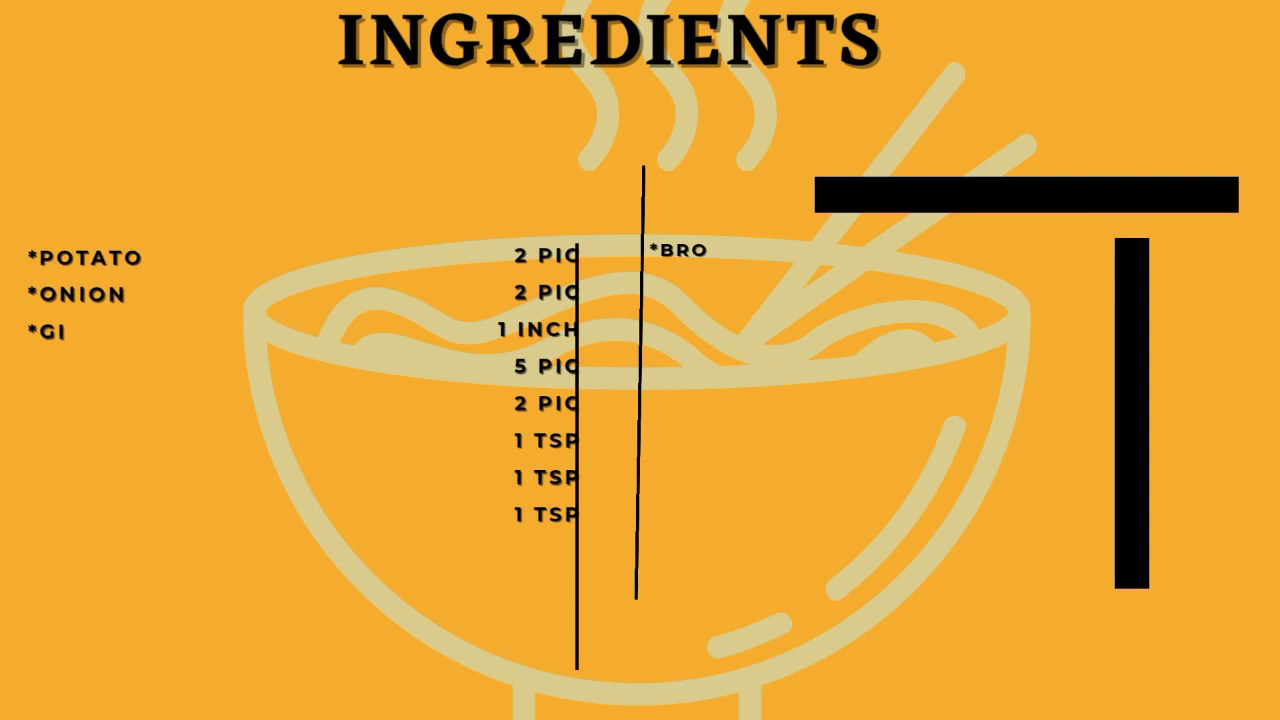 INGREDIENTS
*POTATO
*ONION
*GI
2 PIC
2 PIC
1 INCH
5 PIC
2 PIC
1 TSP
1 TSP
1 TSP
*BRO